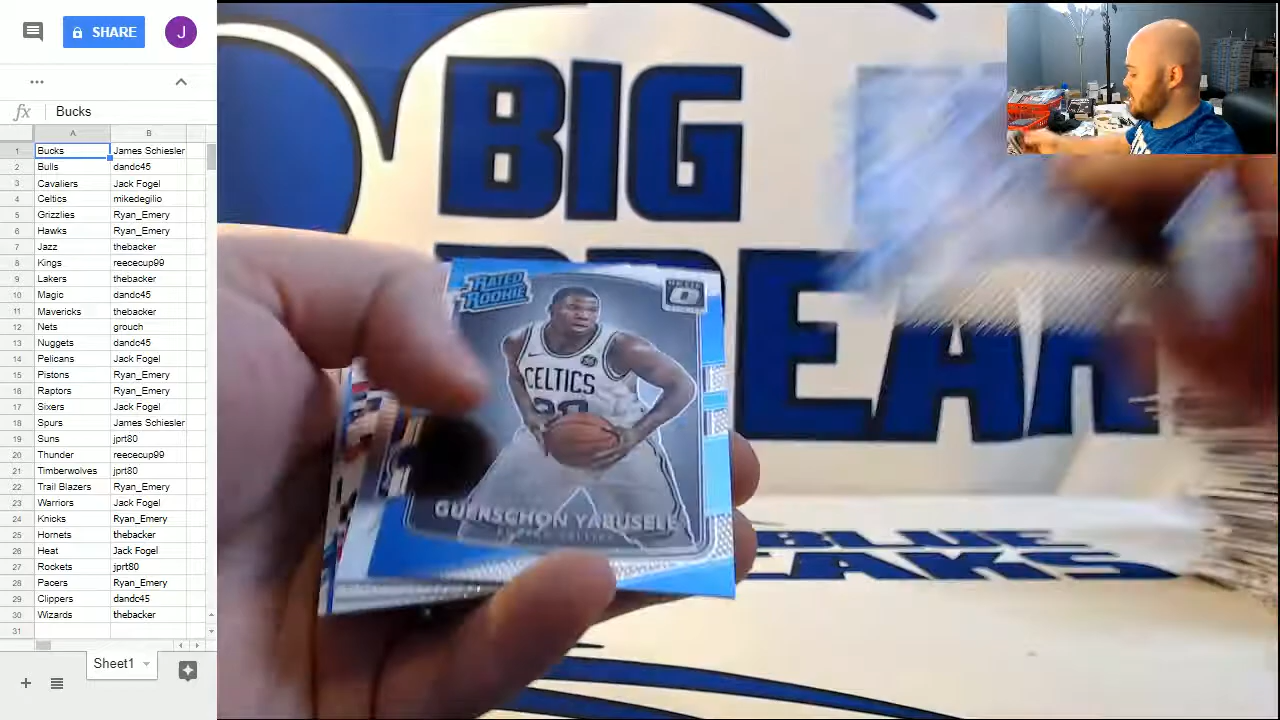 SHARE
J
...
fx Bucks
A B
1 Bucks James Schiesler
2 Bulls dando45
3 Cavaliers Jack Fogel
4 Celtics mikedegilio
5 Grizzlies Ryan_Emery
6 Hawks Ryan_Emery
7 Jazz thebacker
8 Kings reececup99
9 Lakers thebacker
10 Magic dando45
11 Mavericks thebacker
12 Nets grouch
13 Nuggets dando45
14 Pelicans Jack Fogel
15 Pistons Ryan_Emery
16 Raptors Ryan_Emery
17 Sixers Jack Fogel
18 Spurs James Schiesler
19 Suns jprt80
20 Thunder reececup99
21 Timberwolves jprt80
22 Trail Blazers Ryan_Emery
23 Warriors Jack Fogel
24 Knicks Ryan_Emery
25 Hornets thebacker
26 Heat Jack Fogel
27 Rockets jprt80
28 Pacers Ryan_Emery
29 Clippers dando45
30 Wizards thebacker
31
Sheet1
BIG
BREAK
RATED
ROOKIE
OPTIC
CELTICS
GUERSCHON YABUSELE
BLUE
BREAKS